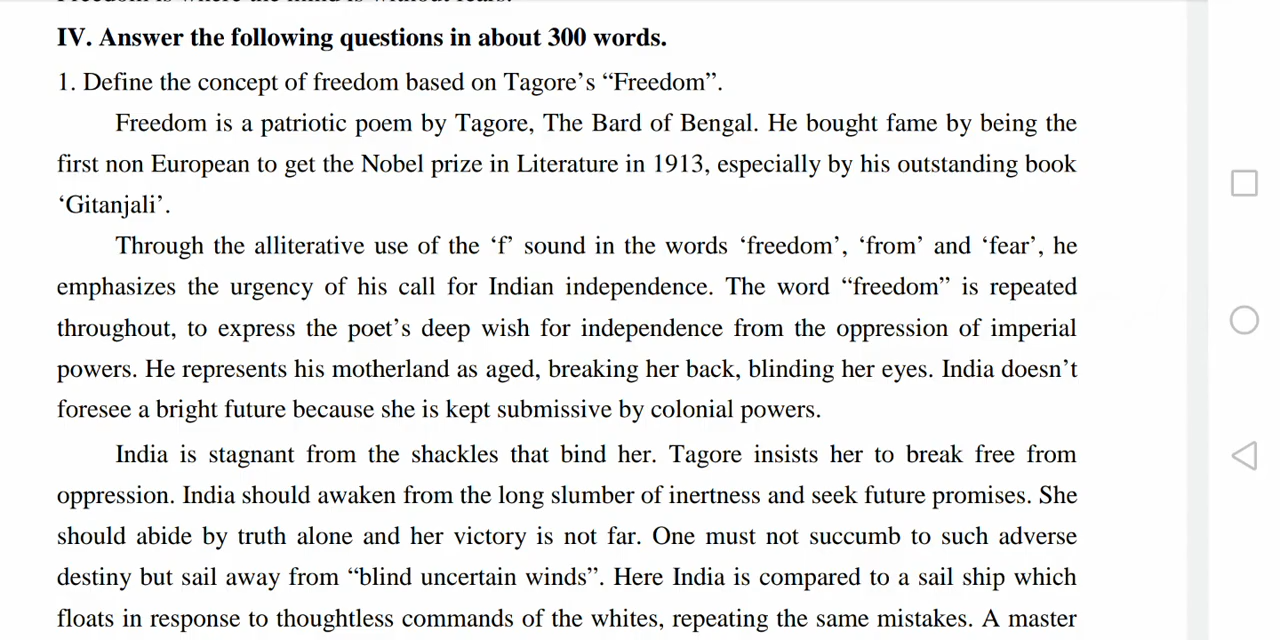 IV. Answer the following questions in about 300 words.
1. Define the concept of freedom based on Tagore’s “Freedom”.
Freedom is a patriotic poem by Tagore, The Bard of Bengal. He bought fame by being the
first non European to get the Nobel prize in Literature in 1913, especially by his outstanding book
‘Gitanjali’.
Through the alliterative use of the ‘f’ sound in the words ‘freedom’, ‘from’ and ‘fear’, he
emphasizes the urgency of his call for Indian independence. The word “freedom” is repeated
throughout, to express the poet’s deep wish for independence from the oppression of imperial
powers. He represents his motherland as aged, breaking her back, blinding her eyes. India doesn’t
foresee a bright future because she is kept submissive by colonial powers.
India is stagnant from the shackles that bind her. Tagore insists her to break free from
oppression. India should awaken from the long slumber of inertness and seek future promises. She
should abide by truth alone and her victory is not far. One must not succumb to such adverse
destiny but sail away from “blind uncertain winds”. Here India is compared to a sail ship which
floats in response to thoughtless commands of the whites, repeating the same mistakes. A master